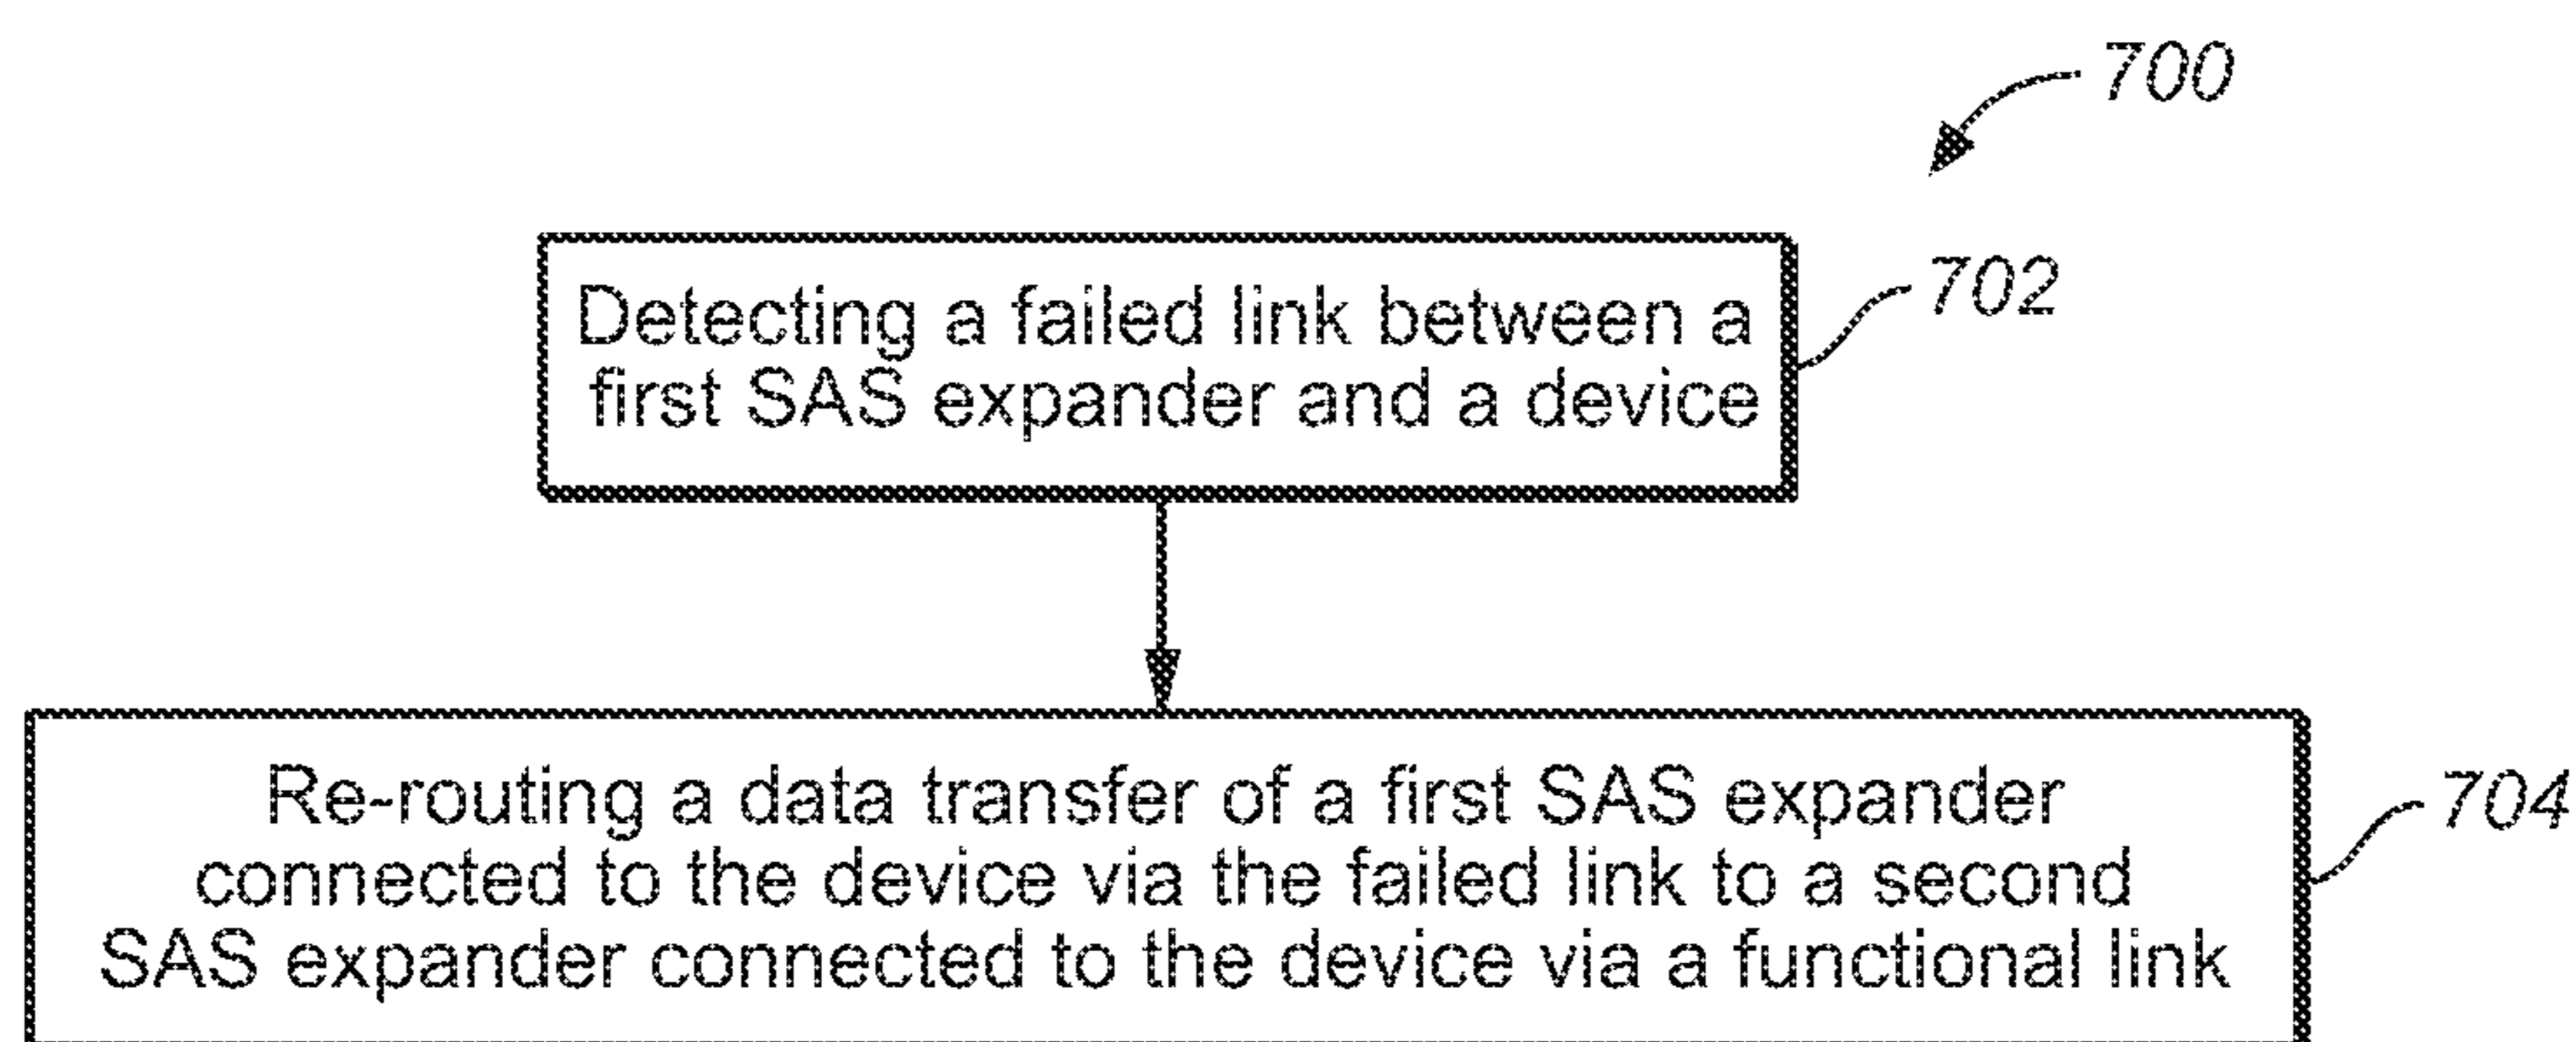 700
Detecting a failed link between a
first SAS expander and a device
702
Re-routing a data transfer of a first SAS expander
connected to the device via the failed link to a second
SAS expander connected to the device via a functional link
704